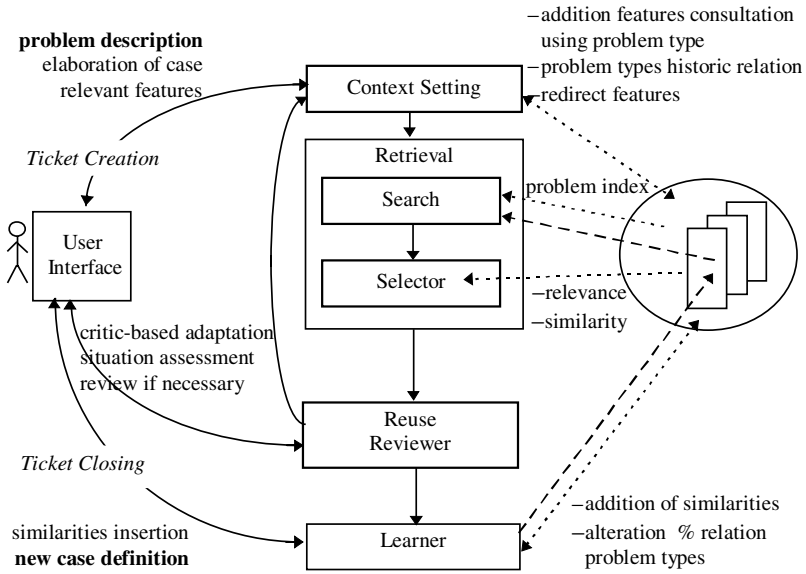 problem description
elaboration of case
relevant features
Ticket Creation
User
Interface
critic-based adaptation
situation assessment
review if necessary
Ticket Closing
similarities insertion
new case definition
Context Setting
Retrieval
Search
Selector
Reuse
Reviewer
Learner
–addition features consultation
using problem type
–problem types historic relation
–redirect features
problem index
–relevance
–similarity
–addition of similarities
–alteration % relation
problem types